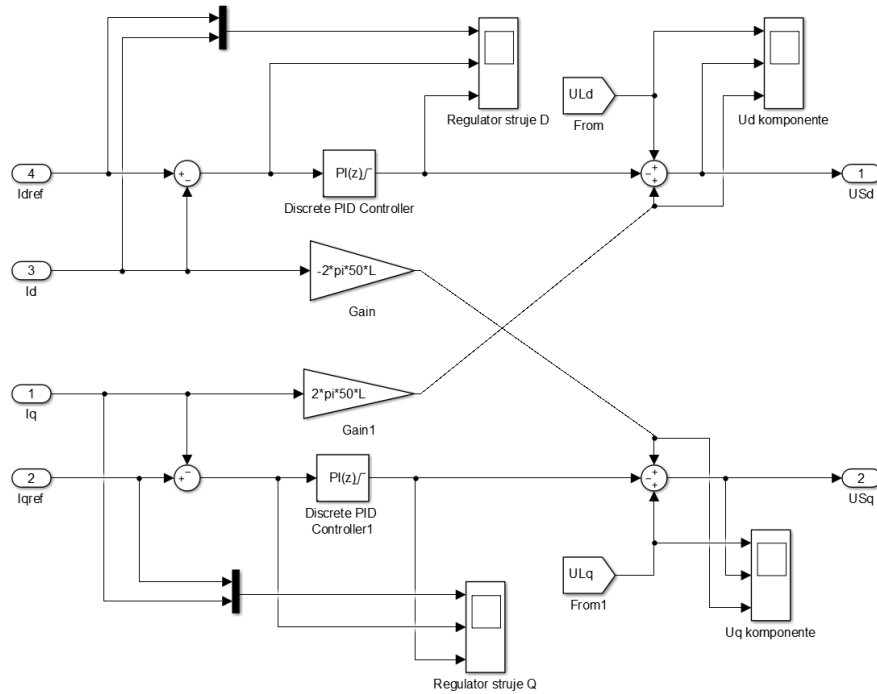 Regulator struje D
ULd
From
Ud komponente
4
Idref
+
−
PI(z)
Discrete PID Controller
+
−
+
1
USd
3
Id
-2*pi*50*L
Gain
1
Iq
2*pi*50*L
Gain1
2
Iqref
−
+
PI(z)
Discrete PID
Controller1
+
−
+
2
USq
ULq
From1
Uq komponente
Regulator struje Q